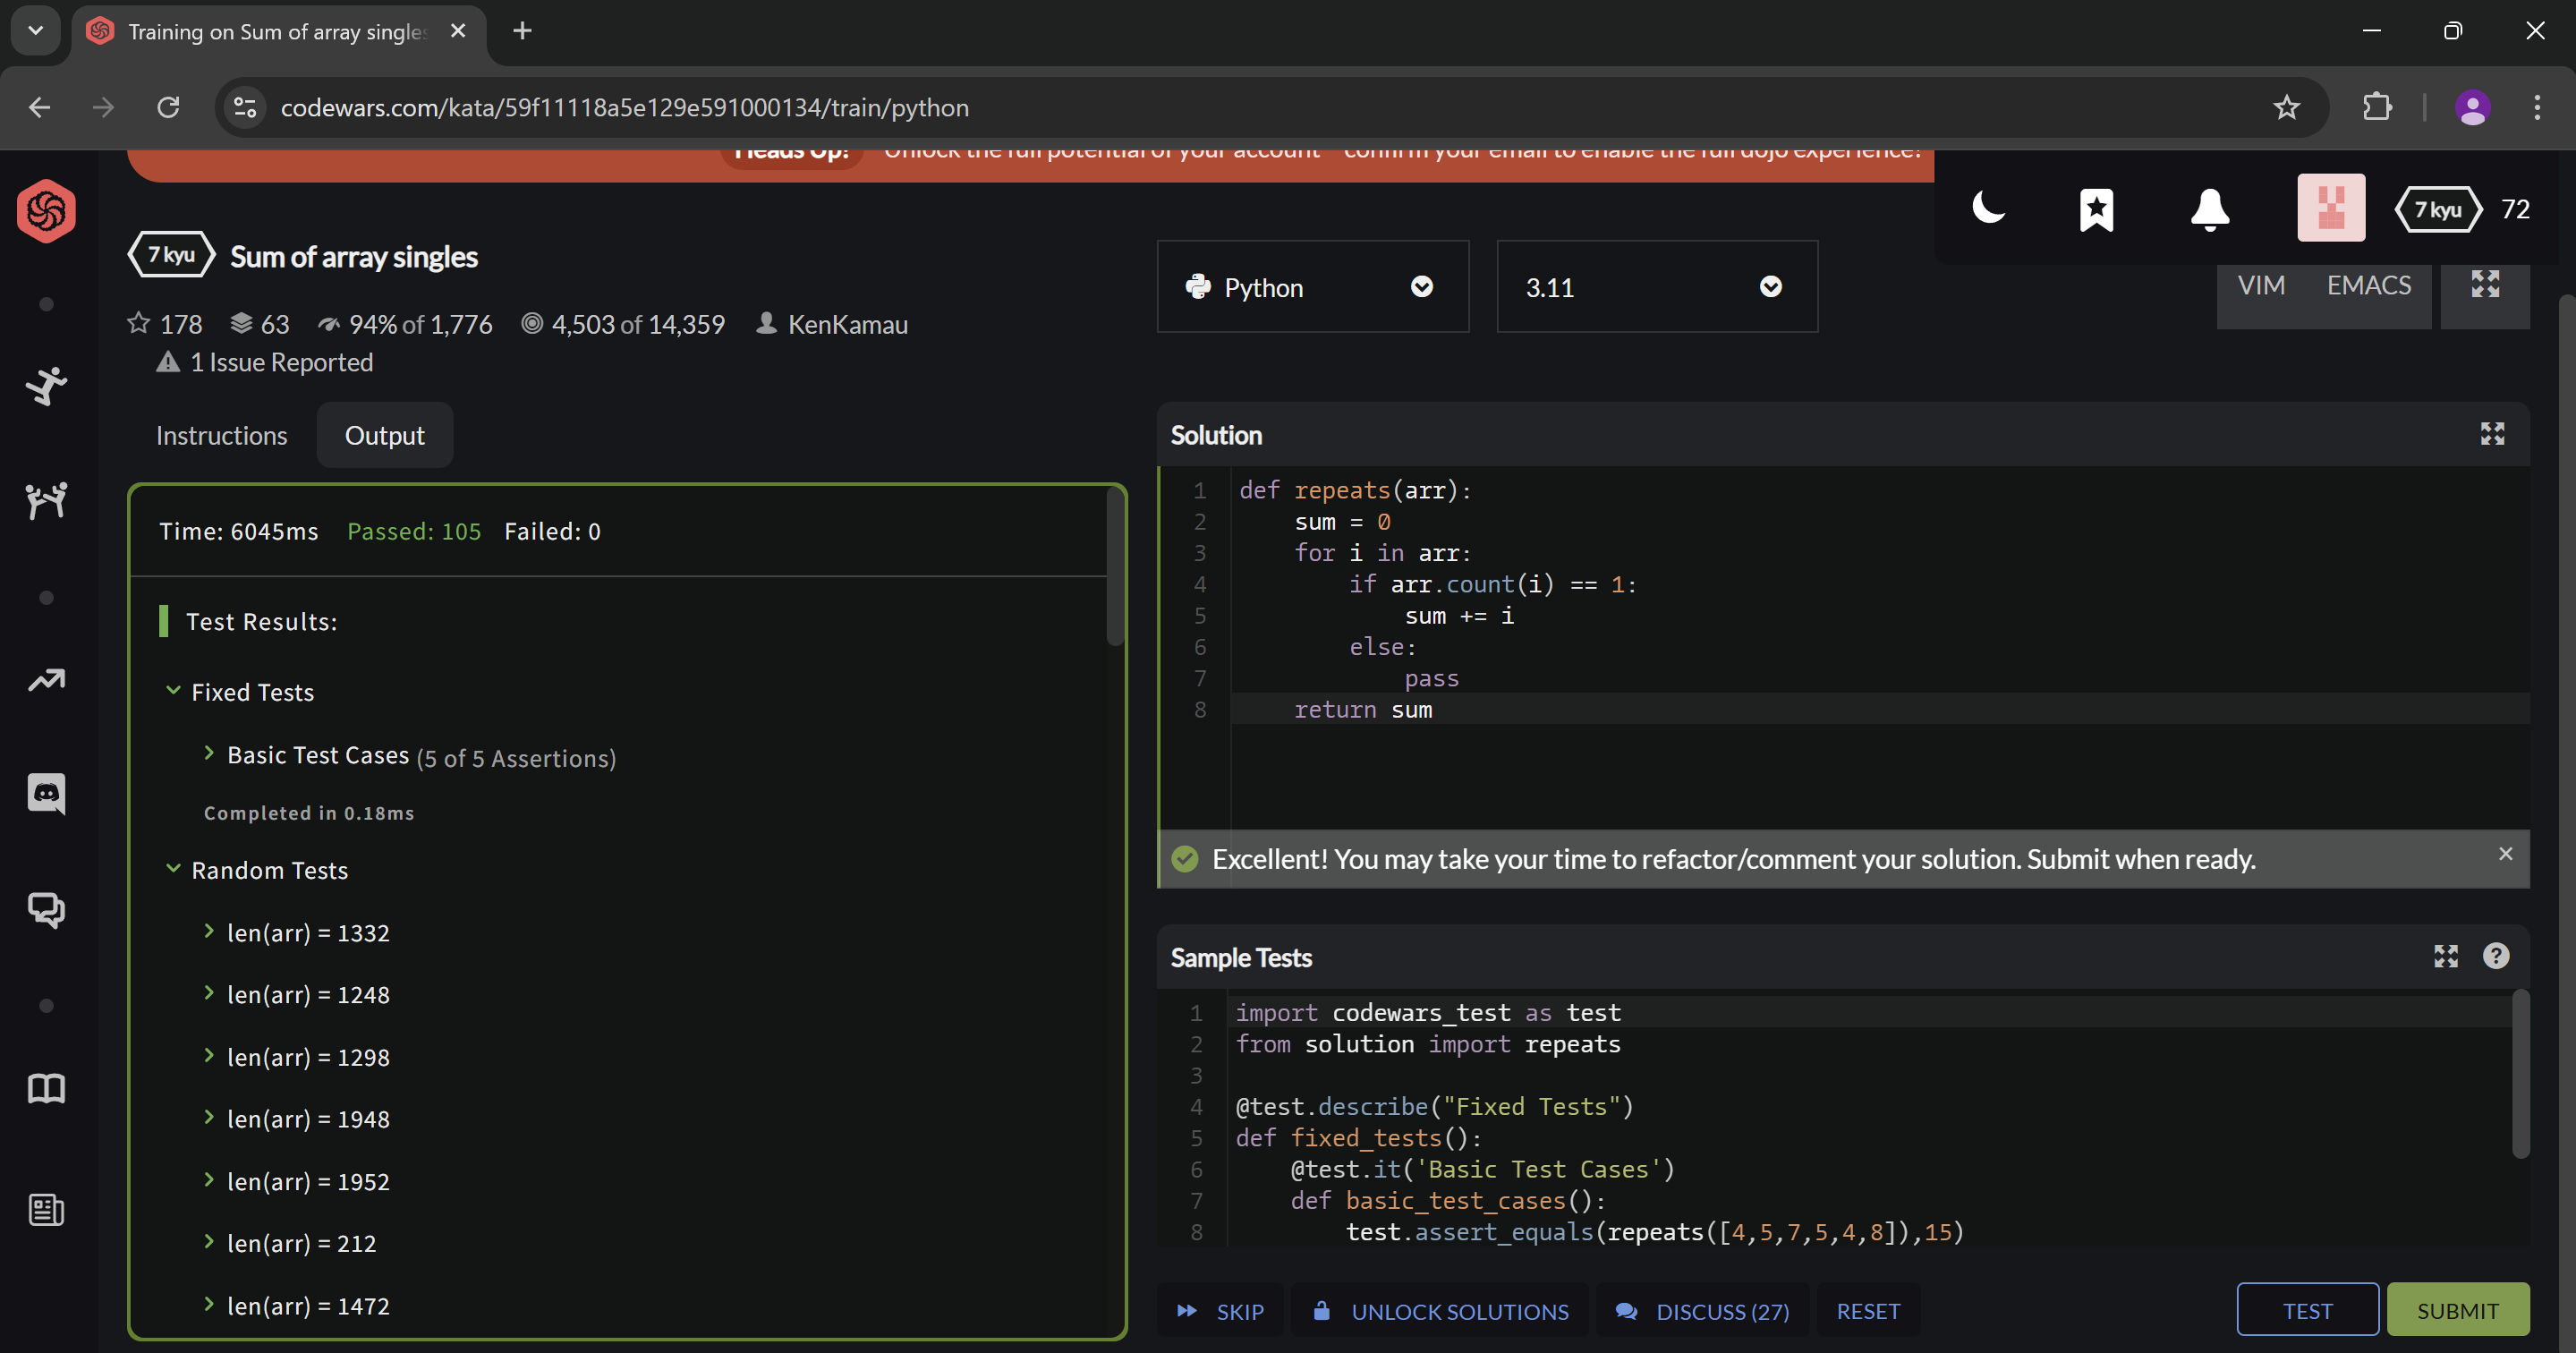 Training on Sum of array singles
codewars.com/kata/59f11118a5e129e591000134/train/python
Heads Up! Unlock the full potential of your account - confirm your email to enable the full dojo experience!
7 kyu 72
7 kyu Sum of array singles
178 63 94% of 1,776 4,503 of 14,359 KenKamau
1 Issue Reported
Python
3.11
VIM EMACS
Instructions Output
Time: 6045ms Passed: 105 Failed: 0
Test Results:
Fixed Tests
Basic Test Cases (5 of 5 Assertions)
Completed in 0.18ms
Random Tests
len(arr) = 1332
len(arr) = 1248
len(arr) = 1298
len(arr) = 1948
len(arr) = 1952
len(arr) = 212
len(arr) = 1472
Solution
1 def repeats(arr):
2     sum = 0
3     for i in arr:
4         if arr.count(i) == 1:
5             sum += i
6         else:
7             pass
8     return sum
Excellent! You may take your time to refactor/comment your solution. Submit when ready.
Sample Tests
1 import codewars_test as test
2 from solution import repeats
3
4 @test.describe("Fixed Tests")
5 def fixed_tests():
6     @test.it('Basic Test Cases')
7     def basic_test_cases():
8         test.assert_equals(repeats([4,5,7,5,4,8]),15)
SKIP UNLOCK SOLUTIONS DISCUSS (27) RESET TEST SUBMIT